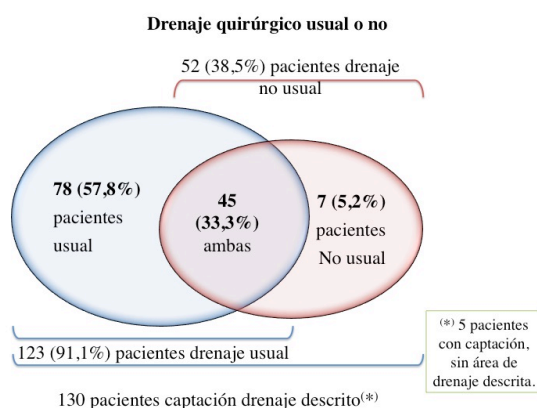 Drenaje quirúrgico usual o no
52 (38,5%) pacientes drenaje
no usual
78 (57,8%)
pacientes
usual
45
(33,3%)
ambas
7 (5,2%)
pacientes
No usual
123 (91,1%) pacientes drenaje usual
130 pacientes captación drenaje descrito(*)
(*) 5 pacientes
con captación,
sin área de
drenaje descrita.